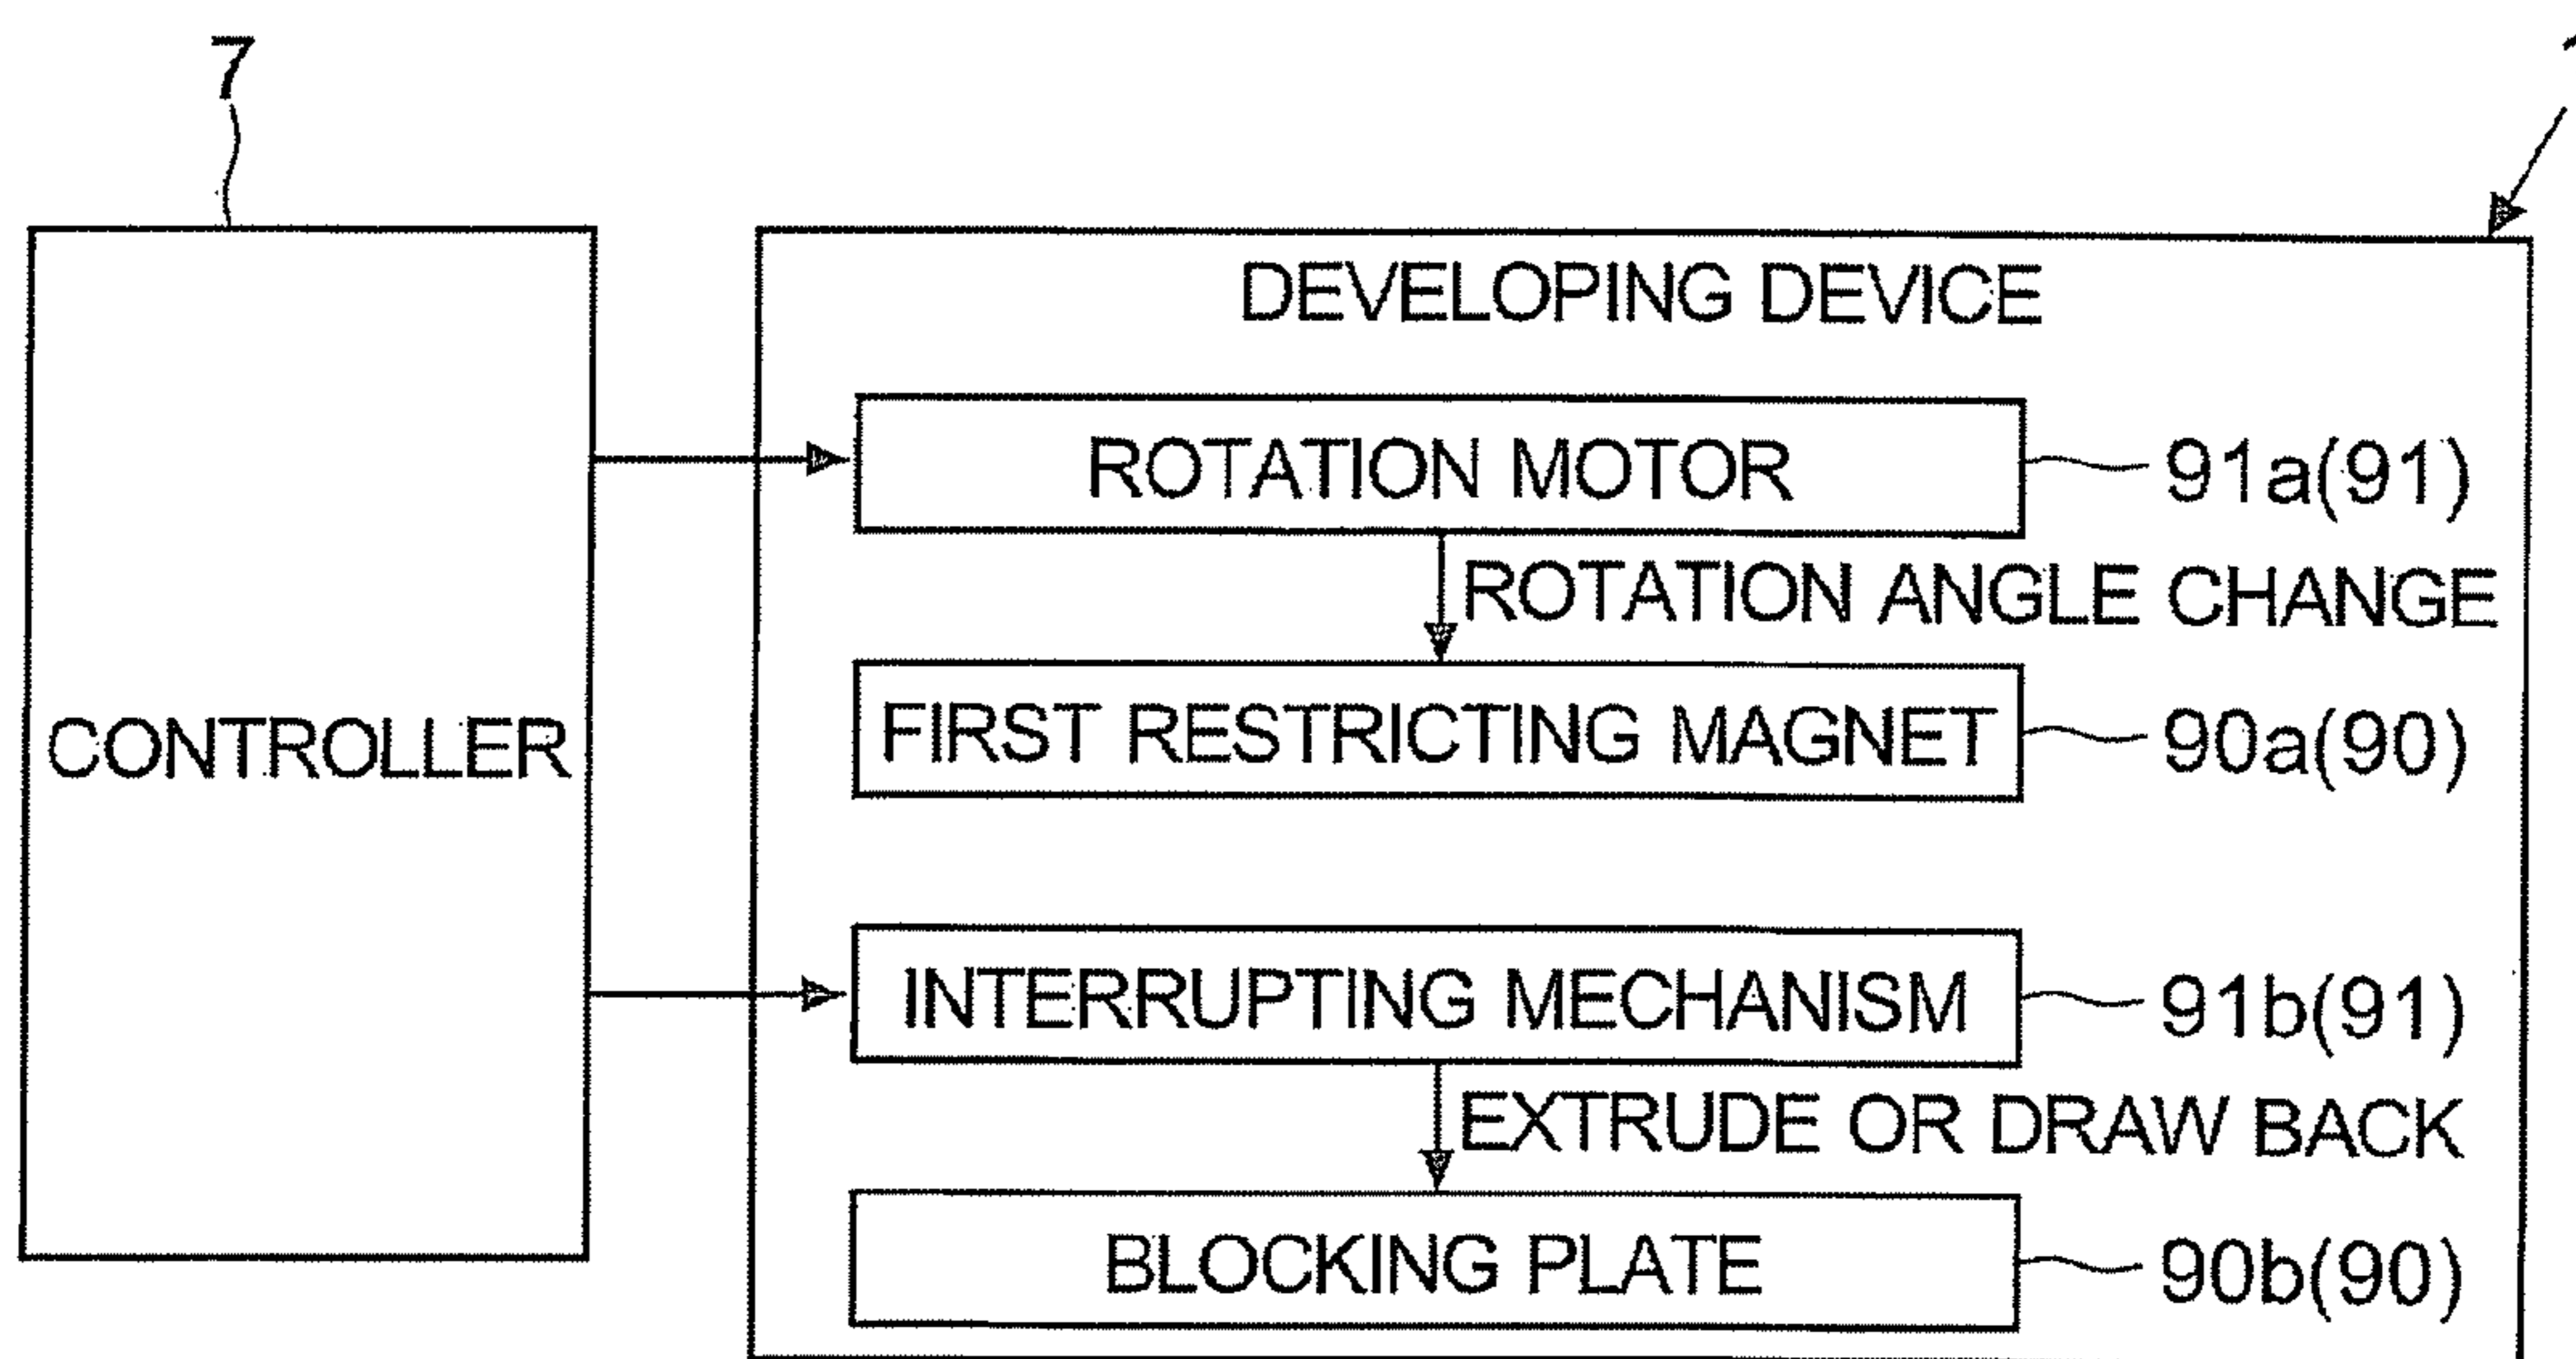 7
DEVELOPING DEVICE
ROTATION MOTOR
91a(91)
ROTATION ANGLE CHANGE
CONTROLLER
FIRST RESTRICTING MAGNET
90a(90)
INTERRUPTING MECHANISM
91b(91)
EXTRUDE OR DRAW BACK
BLOCKING PLATE
90b(90)